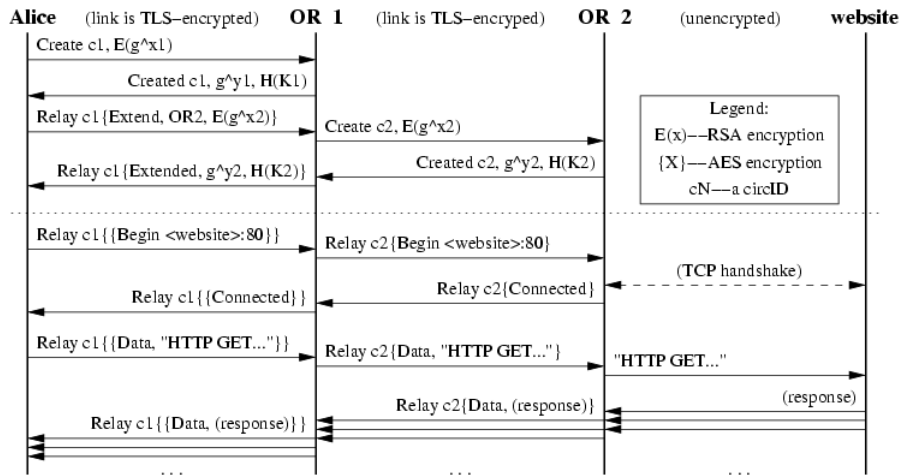 Alice (link is TLS-encrypted) OR 1 (link is TLS-encrypted) OR 2 (unencrypted) website
Create c1, E(g^x1)
Created c1, g^y1, H(K1)
Relay c1{Extend, OR2, E(g^x2)}
Create c2, E(g^x2)
Created c2, g^y2, H(K2)
Relay c1{Extended, g^y2, H(K2)}
Legend:
E(x)—RSA encryption
{X}—AES encryption
cN—a circID
Relay c1{{Begin <website>:80}}
Relay c2{Begin <website>:80}
(TCP handshake)
Relay c2{Connected}
Relay c1{{Connected}}
Relay c1{{Data, "HTTP GET..."}}
Relay c2{Data, "HTTP GET..."}
"HTTP GET..."
(response)
Relay c2{Data, (response)}
Relay c1{{Data, (response)}}
. . . . . . . . .